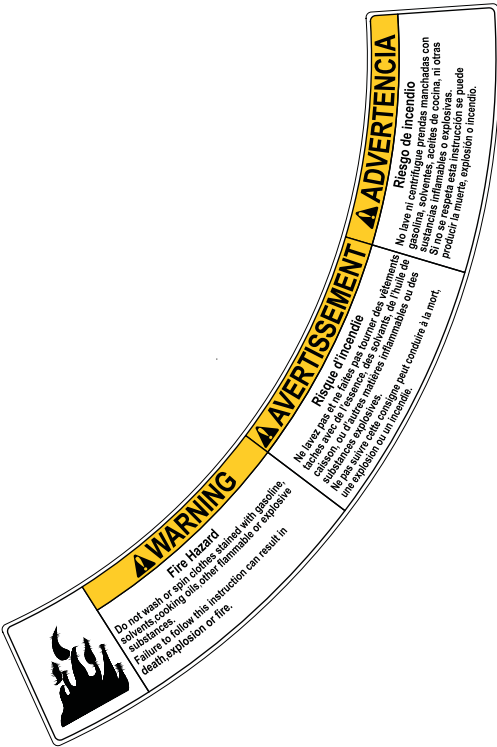 WARNING
Fire Hazard
Do not wash or spin clothes stained with gasoline,
solvents,cooking oils,other flammable or explosive
substances.
Failure to follow this instruction can result in
death,explosion or fire.
AVERTISSEMENT
Risque d'incendie
Ne lavez pas et ne faites pas tourner des vêtements
taches avec de l'essence, des solvants, de l'huile de
caisson, ou d'autres matières inflammables ou des
substances explosives.
Ne pas suivre cette consigne peut conduire à la mort,
une explosion ou un incendie.
ADVERTENCIA
Riesgo de incendio
No lave ni centrifugue prendas manchadas con
gasolina, solventes, aceites de cocina, ni otras
sustancias inflamables o explosivas.
Si no se respeta esta instrucción se puede
producir la muerte, explosión o incendio.